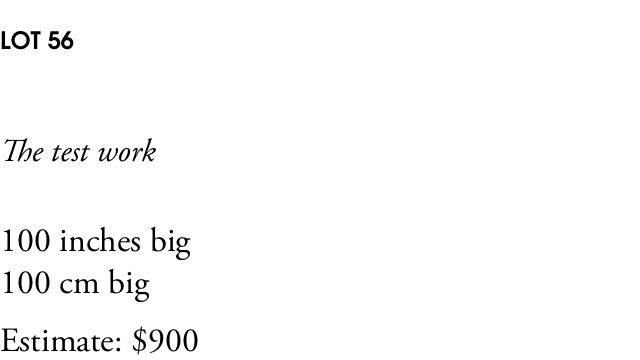 LOT 56
The test work
100 inches big
100 cm big
Estimate: $900